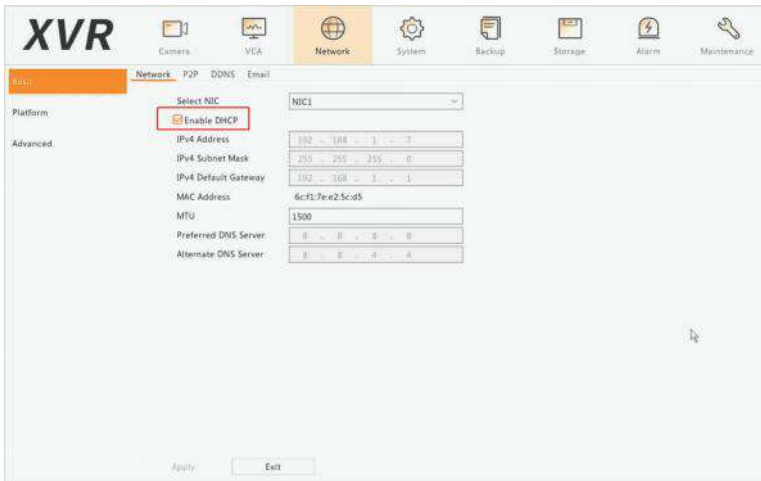 XVR
Camera VCA Network System Backup Storage Alarm Maintenance
Basic
Network P2P DDNS Email
Platform
Advanced
Select NIC NIC1
Enable DHCP
IPv4 Address 192 . 168 . 1 . 7
IPv4 Subnet Mask 255 . 255 . 255 . 0
IPv4 Default Gateway 192 . 168 . 1 . 1
MAC Address 6c:f1:7e:e2:5c:d5
MTU 1500
Preferred DNS Server 8 . 8 . 8 . 8
Alternate DNS Server 8 . 8 . 4 . 4
Apply Exit